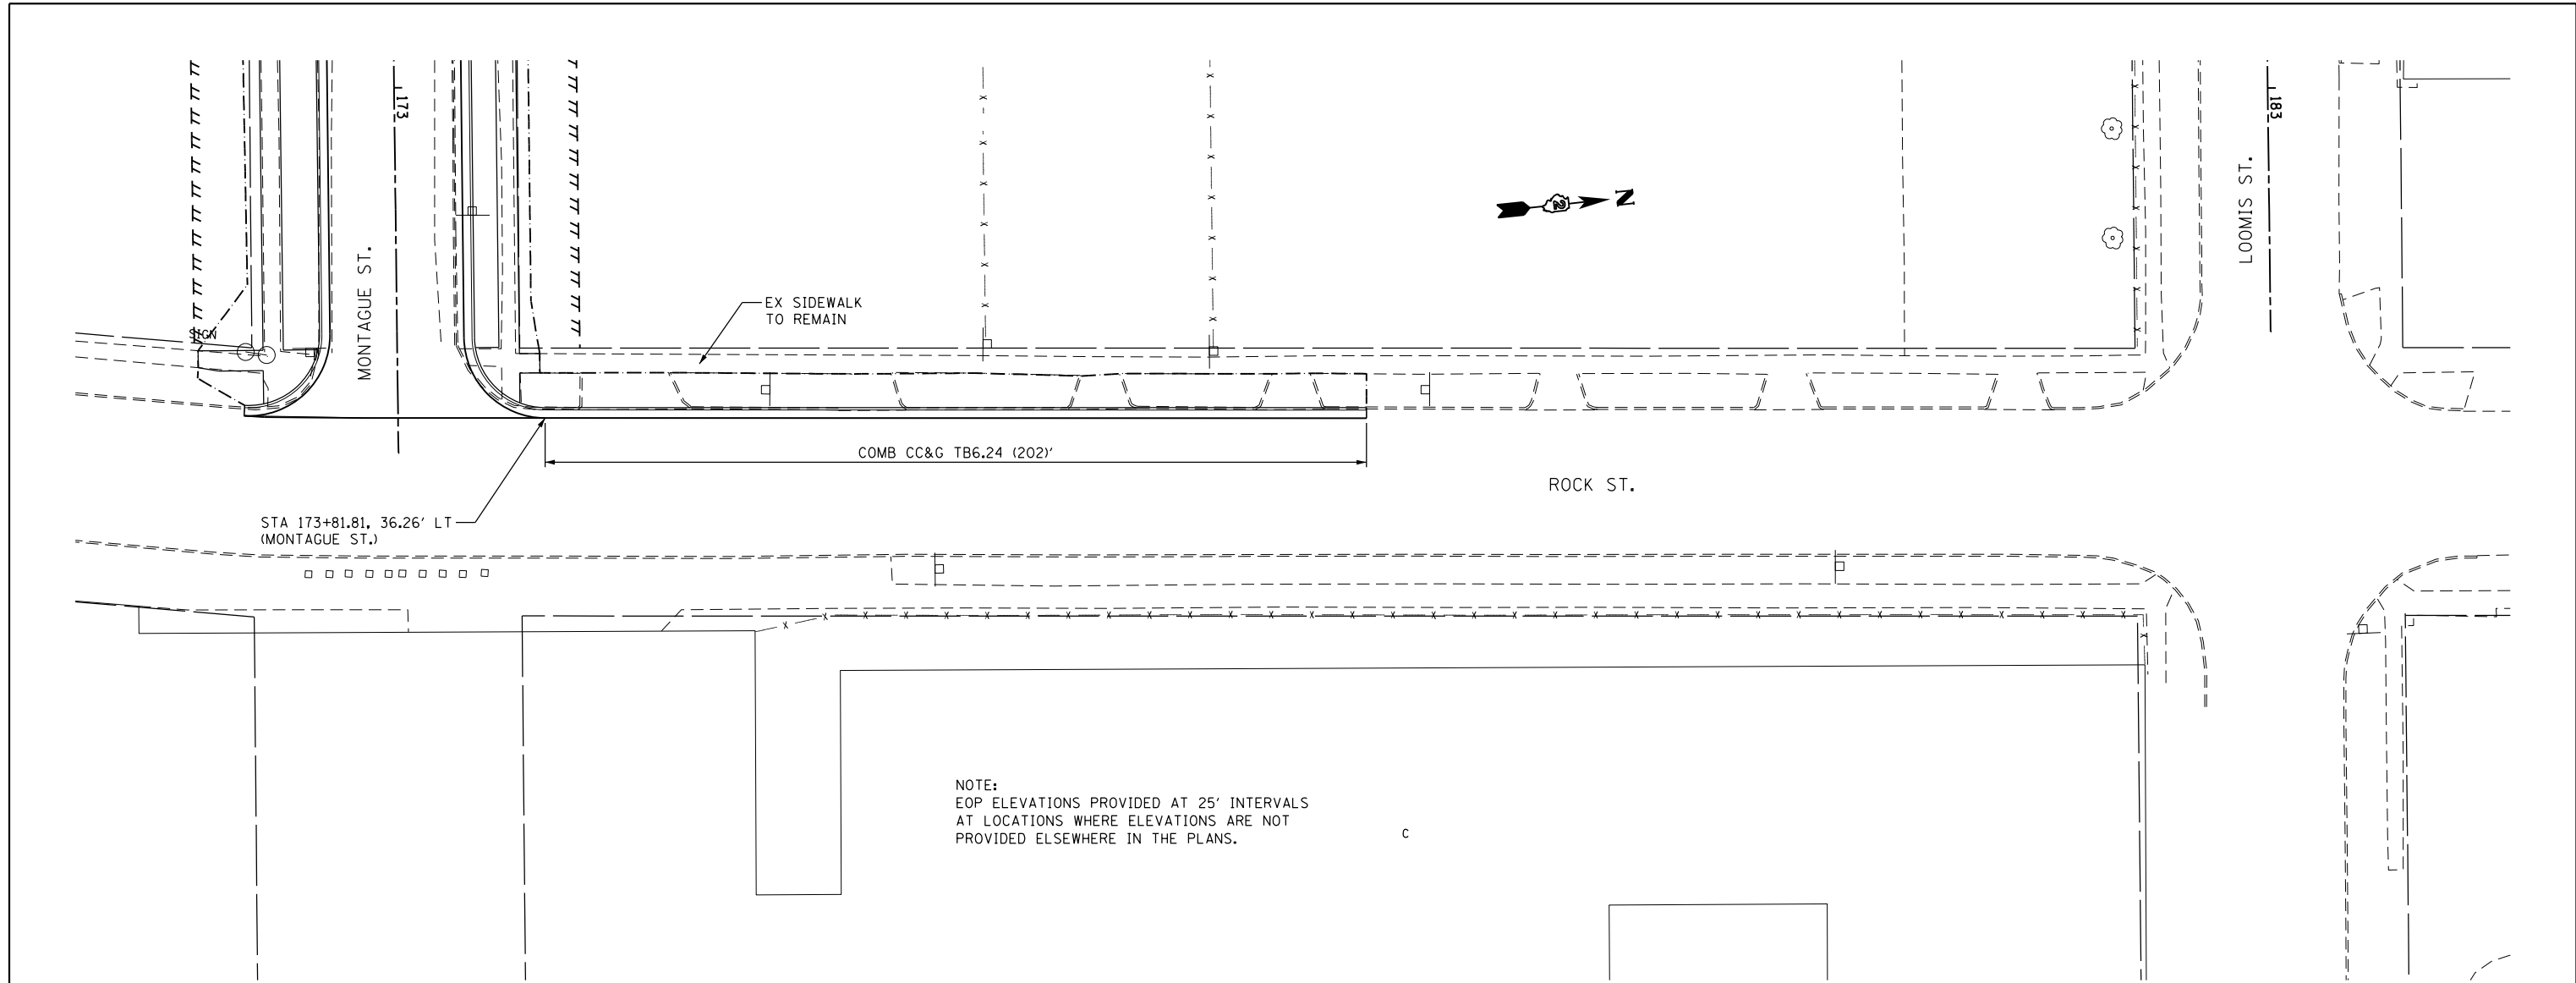 173
183
MONTAGUE ST.
LOOMIS ST.
N
SIGN
EX SIDEWALK
TO REMAIN
COMB CC&G TB6.24 (202)'
ROCK ST.
STA 173+81.81, 36.26' LT
(MONTAGUE ST.)
NOTE:
EOP ELEVATIONS PROVIDED AT 25' INTERVALS
AT LOCATIONS WHERE ELEVATIONS ARE NOT
PROVIDED ELSEWHERE IN THE PLANS.
C